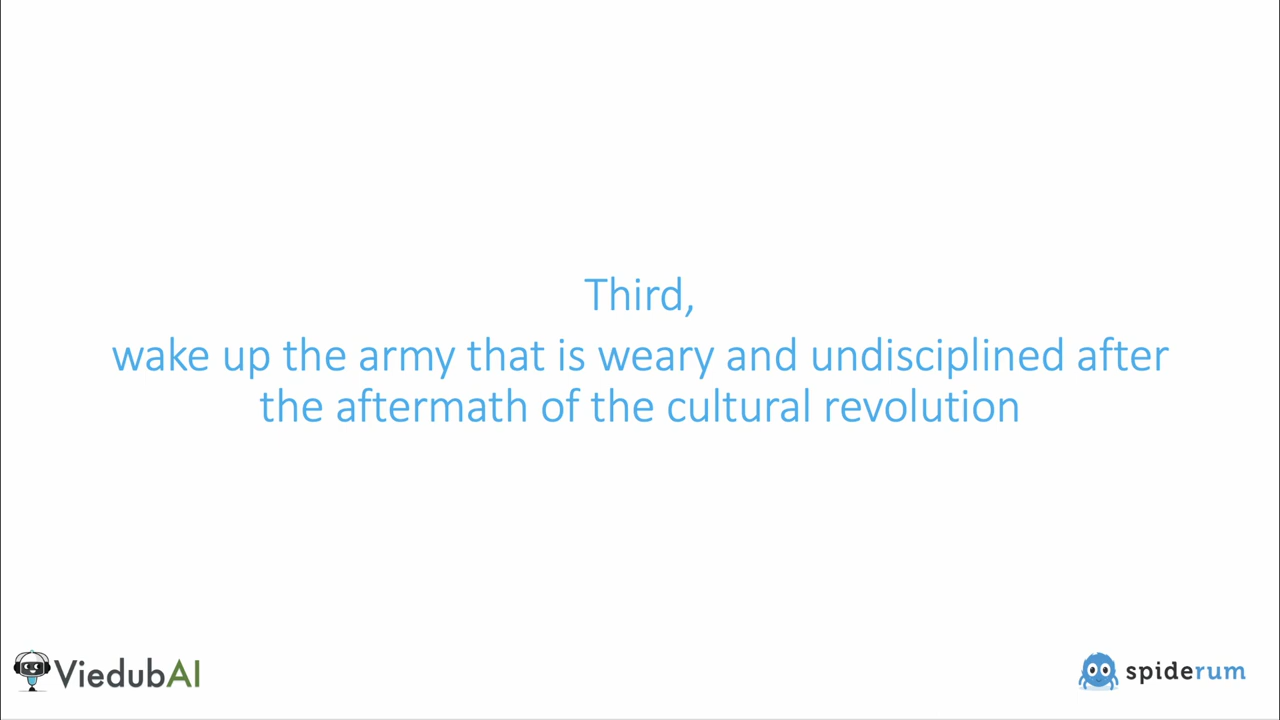 Third,
wake up the army that is weary and undisciplined after
the aftermath of the cultural revolution
ViedubAI
spiderum